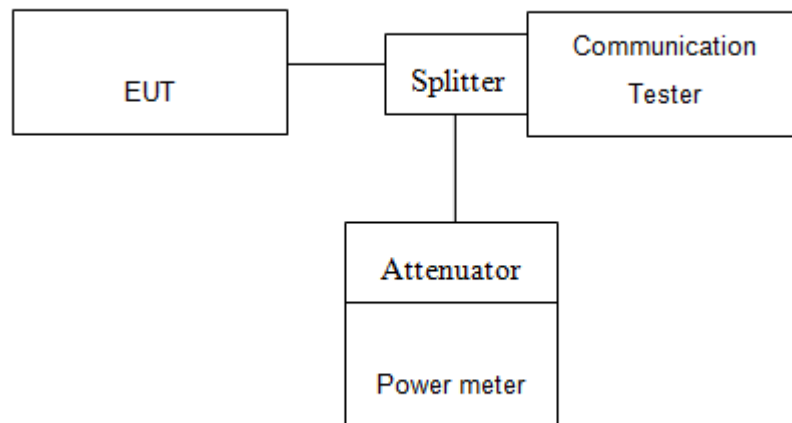 EUT
Splitter
Communication
Tester
Attenuator
Power meter